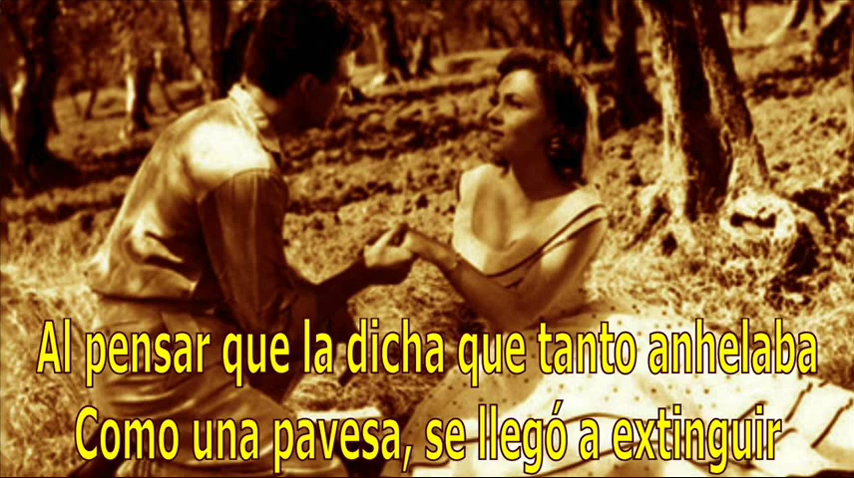 Al pensar que la dicha que tanto anhelaba
Como una pavesa, se llegó a extinguir